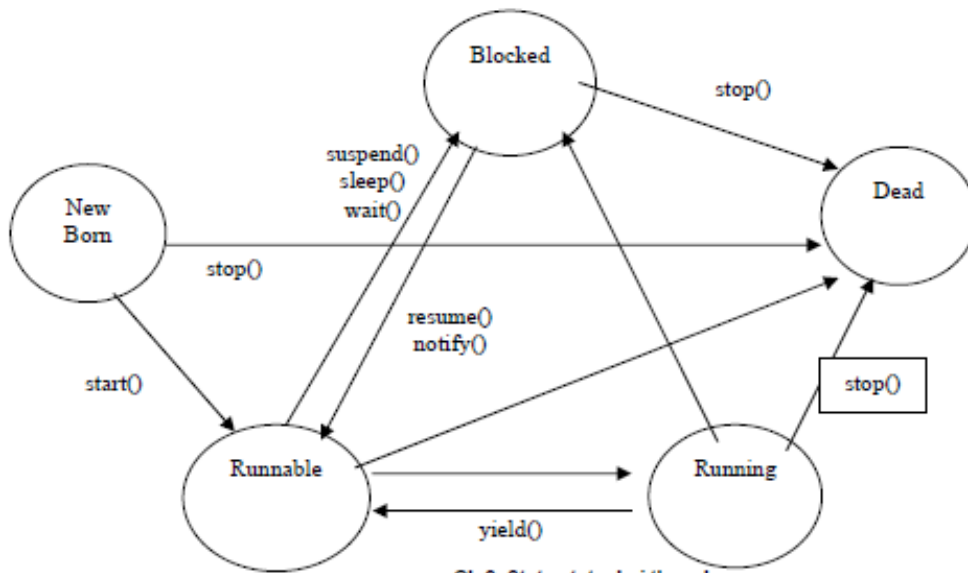 Blocked
stop()
suspend()
sleep()
wait()
Dead
New
Born
stop()
resume()
notify()
start()
stop()
Runnable
Running
yield()